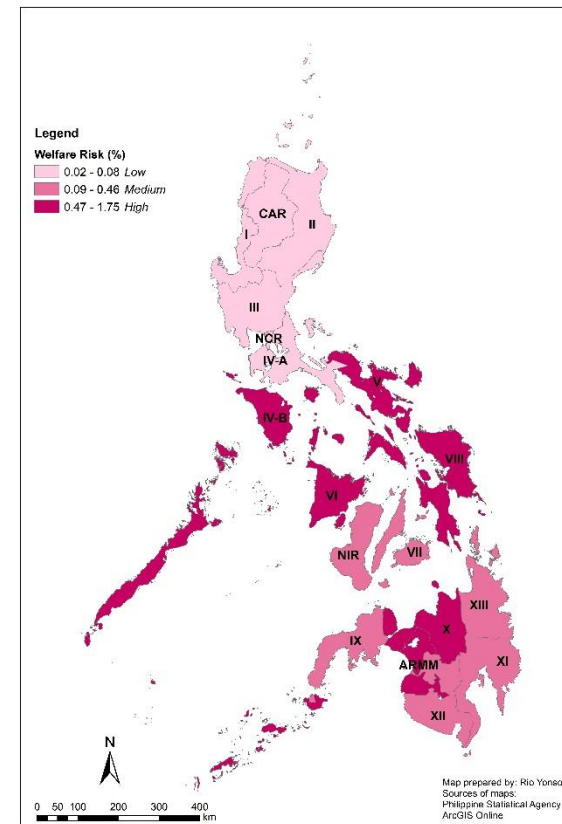 Legend
Welfare Risk (%)
0.02 - 0.08 Low
0.09 - 0.46 Medium
0.47 - 1.75 High
CAR
I
II
III
NCR
IV-A
V
IV-B
VIII
VI
NIR
VII
XIII
X
IX
ARMM
XI
XII
N
0 50 100 200 300 400
km
Map prepared by: Rio Yonson
Sources of maps:
Philippine Statistical Agency
ArcGIS Online